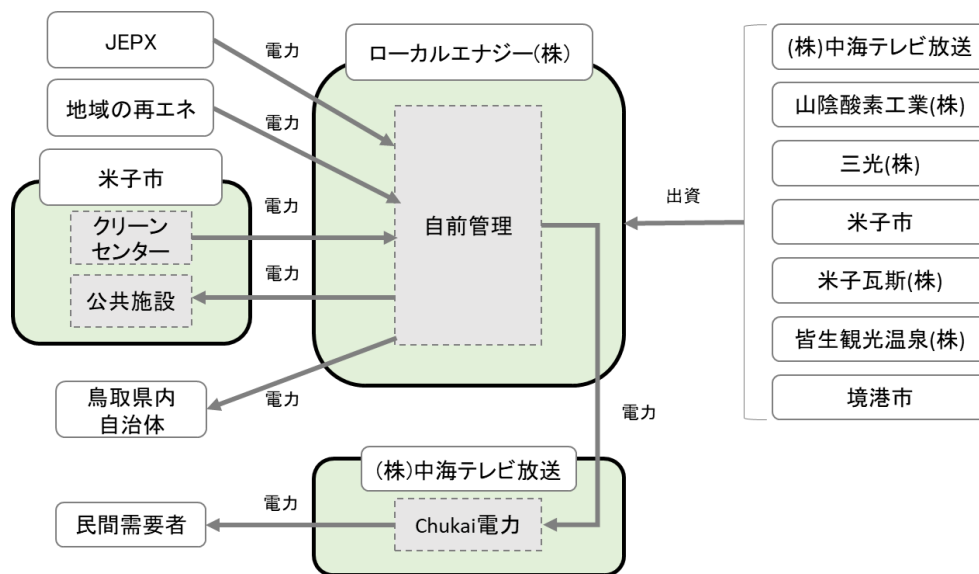 JEPX
電力
ローカルエナジー(株)
(株)中海テレビ放送
地域の再エネ
電力
山陰酸素工業(株)
米子市
三光(株)
クリーン
センター
電力
自前管理
出資
米子市
公共施設
電力
米子瓦斯(株)
皆生観光温泉(株)
鳥取県内
自治体
電力
境港市
電力
(株)中海テレビ放送
民間需要者
電力
Chukai電力